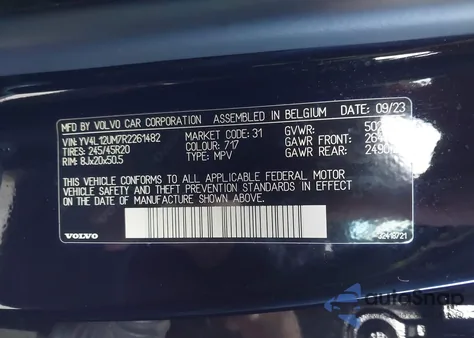 MFD BY VOLVO CAR CORPORATION ASSEMBLED IN BELGIUM DATE: 09/23
VIN: YV4L12UM7R2261482 MARKET CODE: 31 GVWR:
TIRES: 245/45R20 COLOUR: 717 GAWR FRONT:
RIM: 8Jx20x50.5 TYPE: MPV GAWR REAR:
THIS VEHICLE CONFORMS TO ALL APPLICABLE FEDERAL MOTOR
VEHICLE SAFETY AND THEFT PREVENTION STANDARDS IN EFFECT
ON THE DATE OF MANUFACTURE SHOWN ABOVE.
VOLVO
autoSnap